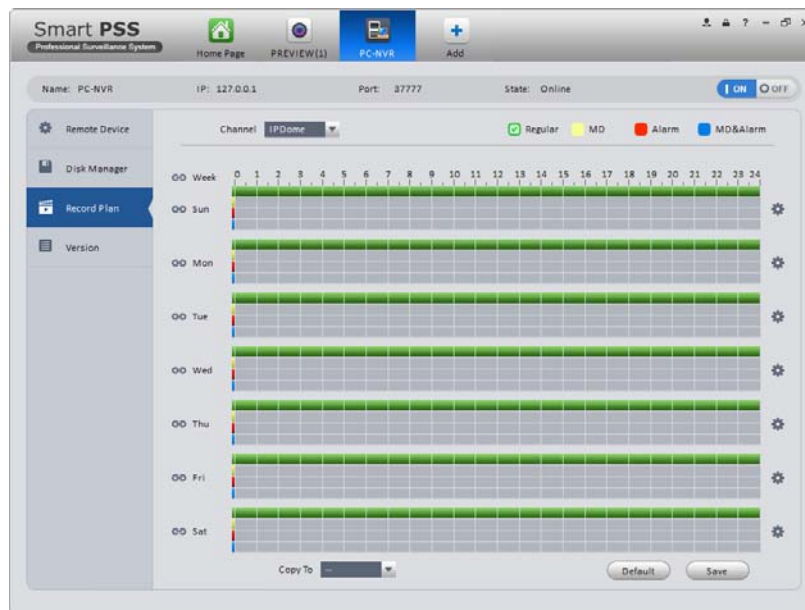 Smart PSS
Professional Surveillance System
Home Page
PREVIEW(1)
PC-NVR
Add
Name: PC-NVR
IP: 127.0.0.1
Port: 37777
State: Online
ON OFF
Remote Device
Disk Manager
Record Plan
Version
Channel IPDome
Regular MD Alarm MD&Alarm
Week 0 1 2 3 4 5 6 7 8 9 10 11 12 13 14 15 16 17 18 19 20 21 22 23 24
Sun
Mon
Tue
Wed
Thu
Fri
Sat
Copy To --
Default
Save